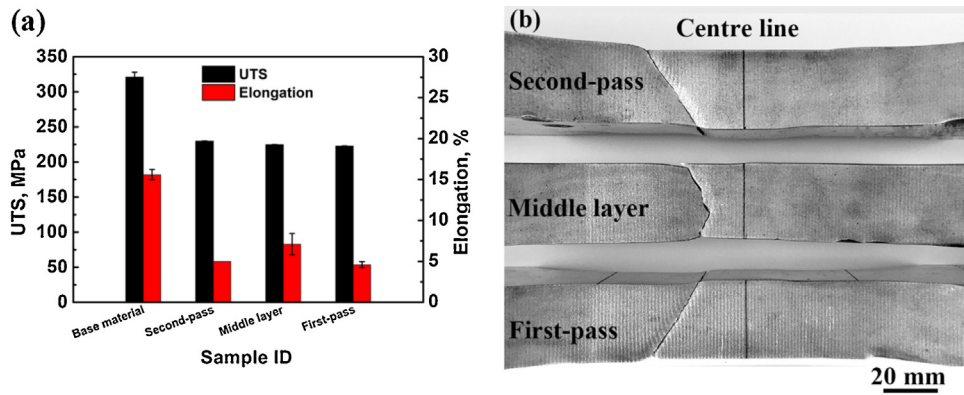 (a)
350
300
250
200
150
100
50
0
UTS, MPa
30
25
20
15
10
5
0
Elongation, %
UTS
Elongation
Base material
Second-pass
Middle layer
First-pass
Sample ID
(b)
Centre line
Second-pass
Middle layer
First-pass
20 mm